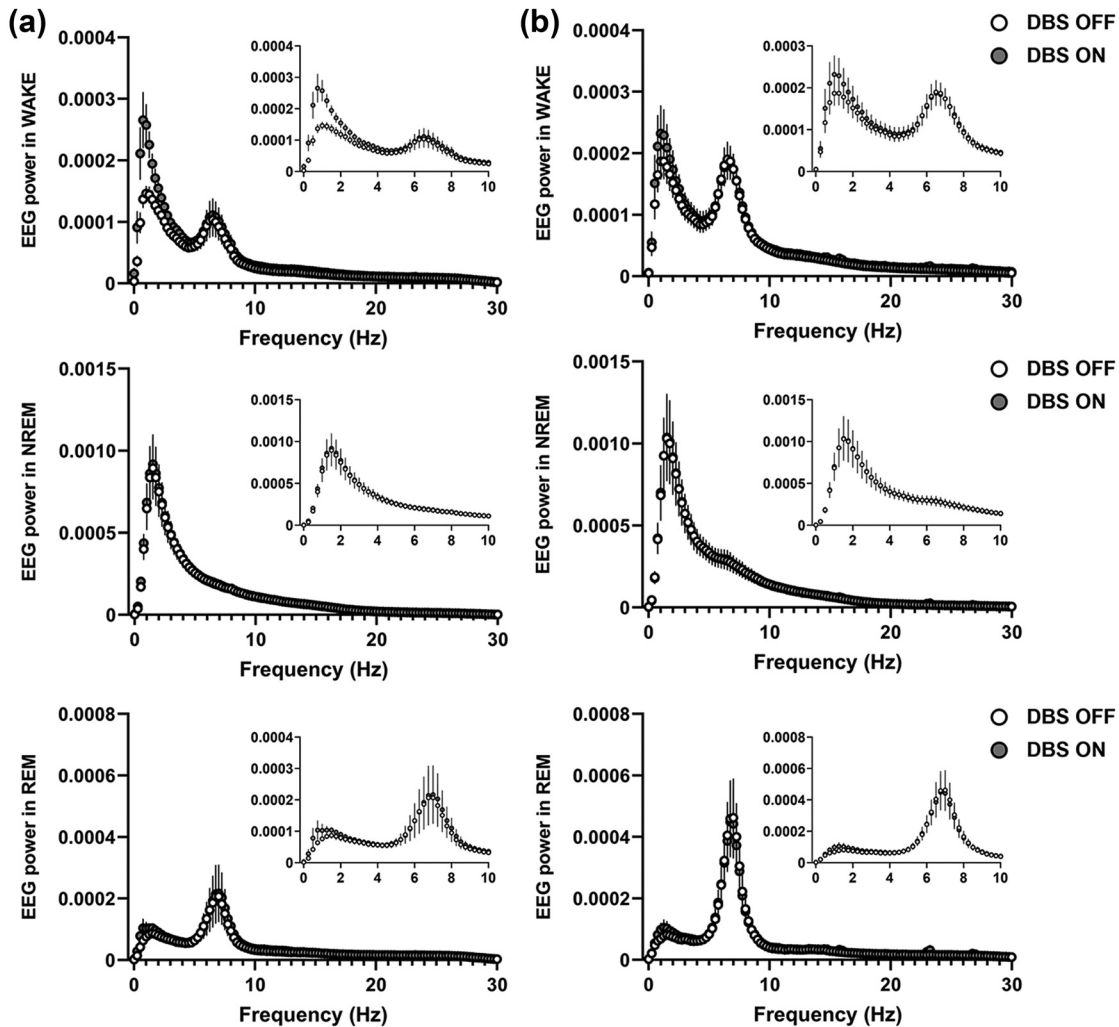 (a)
EEG power in WAKE
0.0004
0.0003
0.0002
0.0001
0
0 10 20 30
Frequency (Hz)
0.0004
0.0003
0.0002
0.0001
0
0 2 4 6 8 10
(b)
DBS OFF
DBS ON
EEG power in WAKE
0.0004
0.0003
0.0002
0.0001
0
0 10 20 30
Frequency (Hz)
0.0003
0.0002
0.0001
0
0 2 4 6 8 10
EEG power in NREM
0.0015
0.0010
0.0005
0
0 10 20 30
Frequency (Hz)
0.0015
0.0010
0.0005
0
0 2 4 6 8 10
DBS OFF
DBS ON
EEG power in NREM
0.0015
0.0010
0.0005
0
0 10 20 30
Frequency (Hz)
0.0015
0.0010
0.0005
0
0 2 4 6 8 10
EEG power in REM
0.0008
0.0006
0.0004
0.0002
0
0 10 20 30
Frequency (Hz)
0.0004
0.0003
0.0002
0.0001
0
0 2 4 6 8 10
DBS OFF
DBS ON
EEG power in REM
0.0008
0.0006
0.0004
0.0002
0
0 10 20 30
Frequency (Hz)
0.0008
0.0006
0.0004
0.0002
0
0 2 4 6 8 10